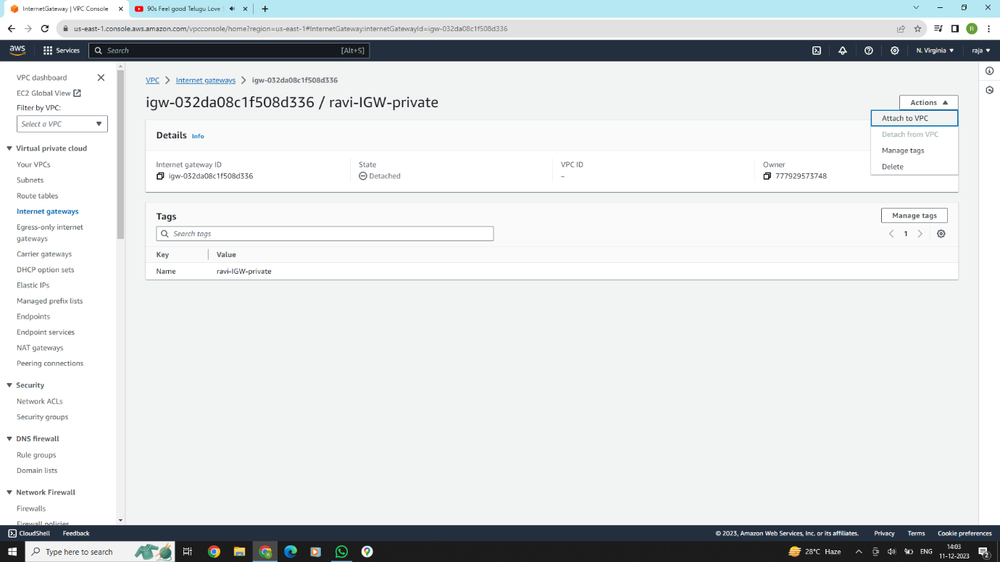 InternetGateway | VPC Console
90s Feel good Telugu Love
us-east-1.console.aws.amazon.com/vpcconsole/home?region=us-east-1#InternetGateway:internetGatewayId=igw-032da08c1f508d336
R
aws
Services
Search
[Alt+S]
N. Virginia
raja
VPC dashboard
EC2 Global View
Filter by VPC:
Select a VPC
Virtual private cloud
Your VPCs
Subnets
Route tables
Internet gateways
Egress-only internet
gateways
Carrier gateways
DHCP option sets
Elastic IPs
Managed prefix lists
Endpoints
Endpoint services
NAT gateways
Peering connections
Security
Network ACLs
Security groups
DNS firewall
Rule groups
Domain lists
Network Firewall
Firewalls
Firewall policies
VPC > Internet gateways > igw-032da08c1f508d336
igw-032da08c1f508d336 / ravi-IGW-private
Actions
Attach to VPC
Detach from VPC
Manage tags
Delete
Details Info
Internet gateway ID
igw-032da08c1f508d336
State
Detached
VPC ID
–
Owner
777929573748
Tags
Manage tags
Search tags
1
Key Value
Name ravi-IGW-private
CloudShell Feedback
© 2023, Amazon Web Services, Inc. or its affiliates. Privacy Terms Cookie preferences
Type here to search
28°C Haze
ENG
14:03
11-12-2023
2